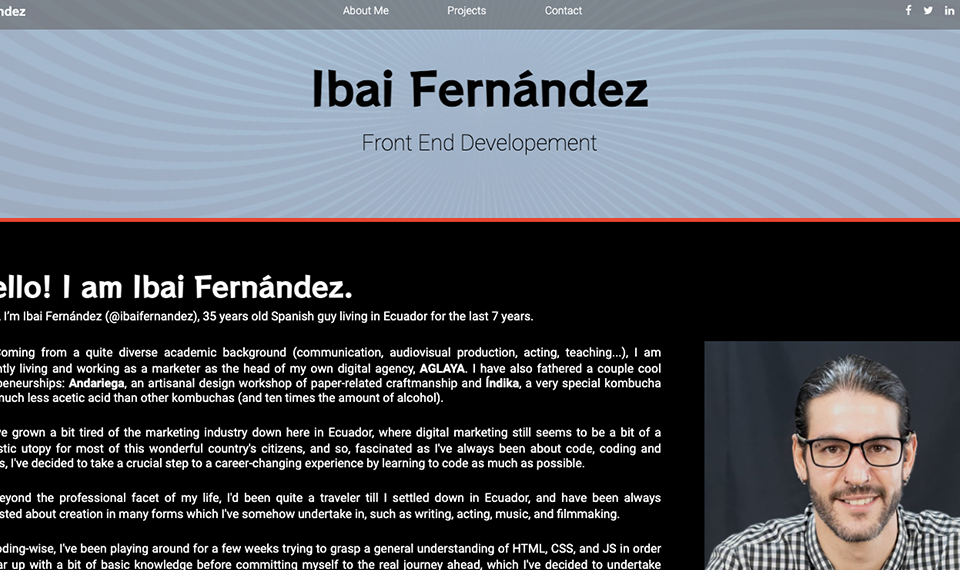 ndez
About Me
Projects
Contact
Ibai Fernández
Front End Developement
ello! I am Ibai Fernández.
I'm Ibai Fernández (@ibaifernandez), 35 years old Spanish guy living in Ecuador for the last 7 years.
Coming from a quite diverse academic background (communication, audiovisual production, acting, teaching...), I am
ntly living and working as a marketer as the head of my own digital agency, AGLAYA. I have also fathered a couple cool
peneurships: Andariega, an artisanal design workshop of paper-related craftmanship and Índika, a very special kombucha
much less acetic acid than other kombuchas (and ten times the amount of alcohol).
ve grown a bit tired of the marketing industry down here in Ecuador, where digital marketing still seems to be a bit of a
stic utopy for most of this wonderful country's citizens, and so, fascinated as I've always been about code, coding and
s, I've decided to take a crucial step to a career-changing experience by learning to code as much as possible.
eyond the professional facet of my life, I'd been quite a traveler till I settled down in Ecuador, and have been always
sted about creation in many forms which I've somehow undertake in, such as writing, acting, music, and filmmaking.
oding-wise, I've been playing around for a few weeks trying to grasp a general understanding of HTML, CSS, and JS in order
ar up with a bit of basic knowledge before committing myself to the real journey ahead, which I've decided to undertake